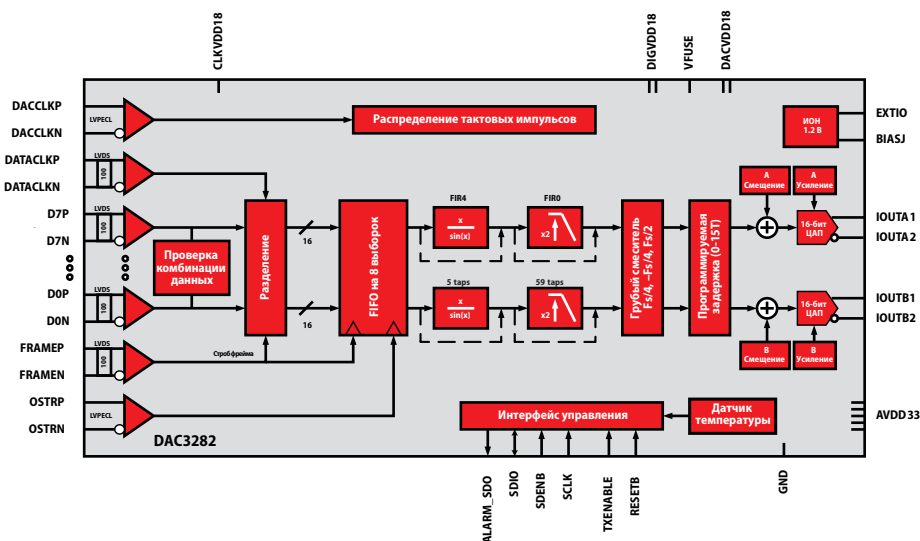 CLKVDD18
DIGVDD18
VFUSE
DACVDD18
DACCLKP
LVPECL
DACCLKN
Распределение тактовых импульсов
ИОН
1.2 В
EXTIO
BIASJ
DATACLKP
LVDS
100
DATACLKN
FIR4
FIR0
A
Смещение
A
Усиление
D7P
LVDS
100
D7N
Проверка
комбинации
данных
Разделение
16
FIFO на 8 выборок
x
sin(x)
x2
Грубый смеситель
Fs/4, –Fs/4, Fs/2
Программируемая
задержка (0-15T)
16-бит
ЦАП
IOUTA1
IOUTA2
5 taps
59 taps
D0P
LVDS
100
D0N
16
x
sin(x)
x2
16-бит
ЦАП
IOUTB1
IOUTB2
FRAMEP
LVDS
100
FRAMEN
Строб фрейма
B
Смещение
B
Усиление
OSTRP
LVPECL
OSTRN
DAC3282
Интерфейс управления
Датчик
температуры
AVDD33
ALARM_SDO
SDIO
SDENB
SCLK
TXENABLE
RESETB
GND